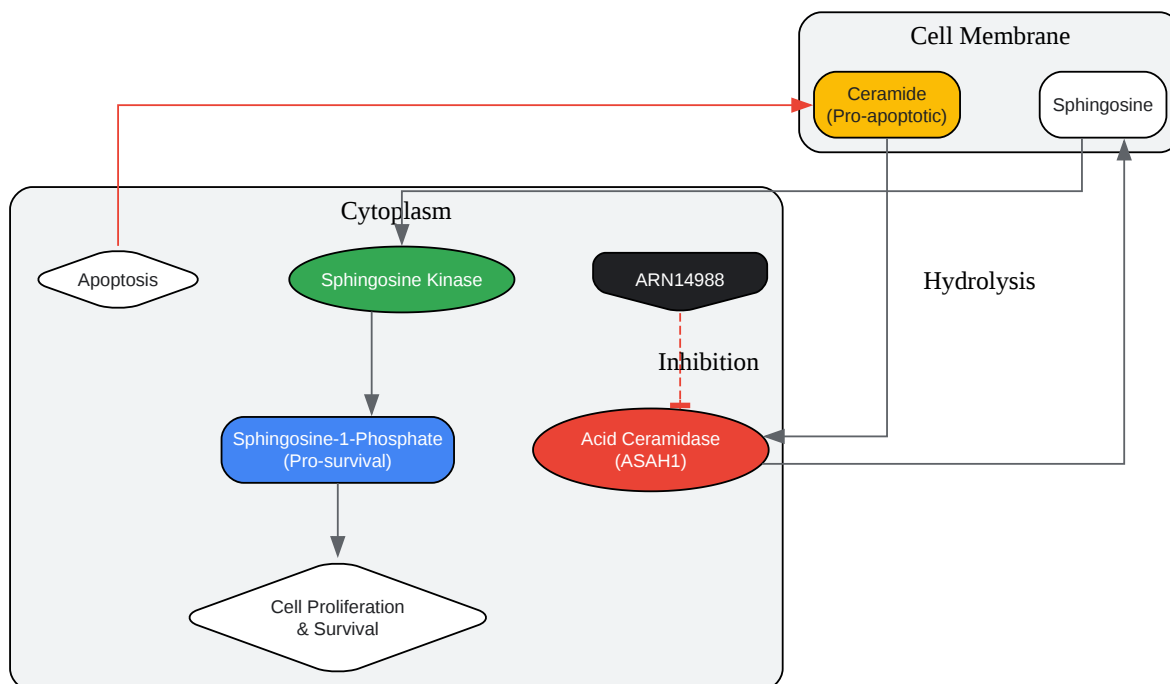 Cell Membrane
Ceramide
(Pro-apoptotic)
Sphingosine
Cytoplasm
Apoptosis
Sphingosine Kinase
ARN14988
Hydrolysis
Inhibition
Sphingosine-1-Phosphate
(Pro-survival)
Acid Ceramidase
(ASAH1)
Cell Proliferation
& Survival